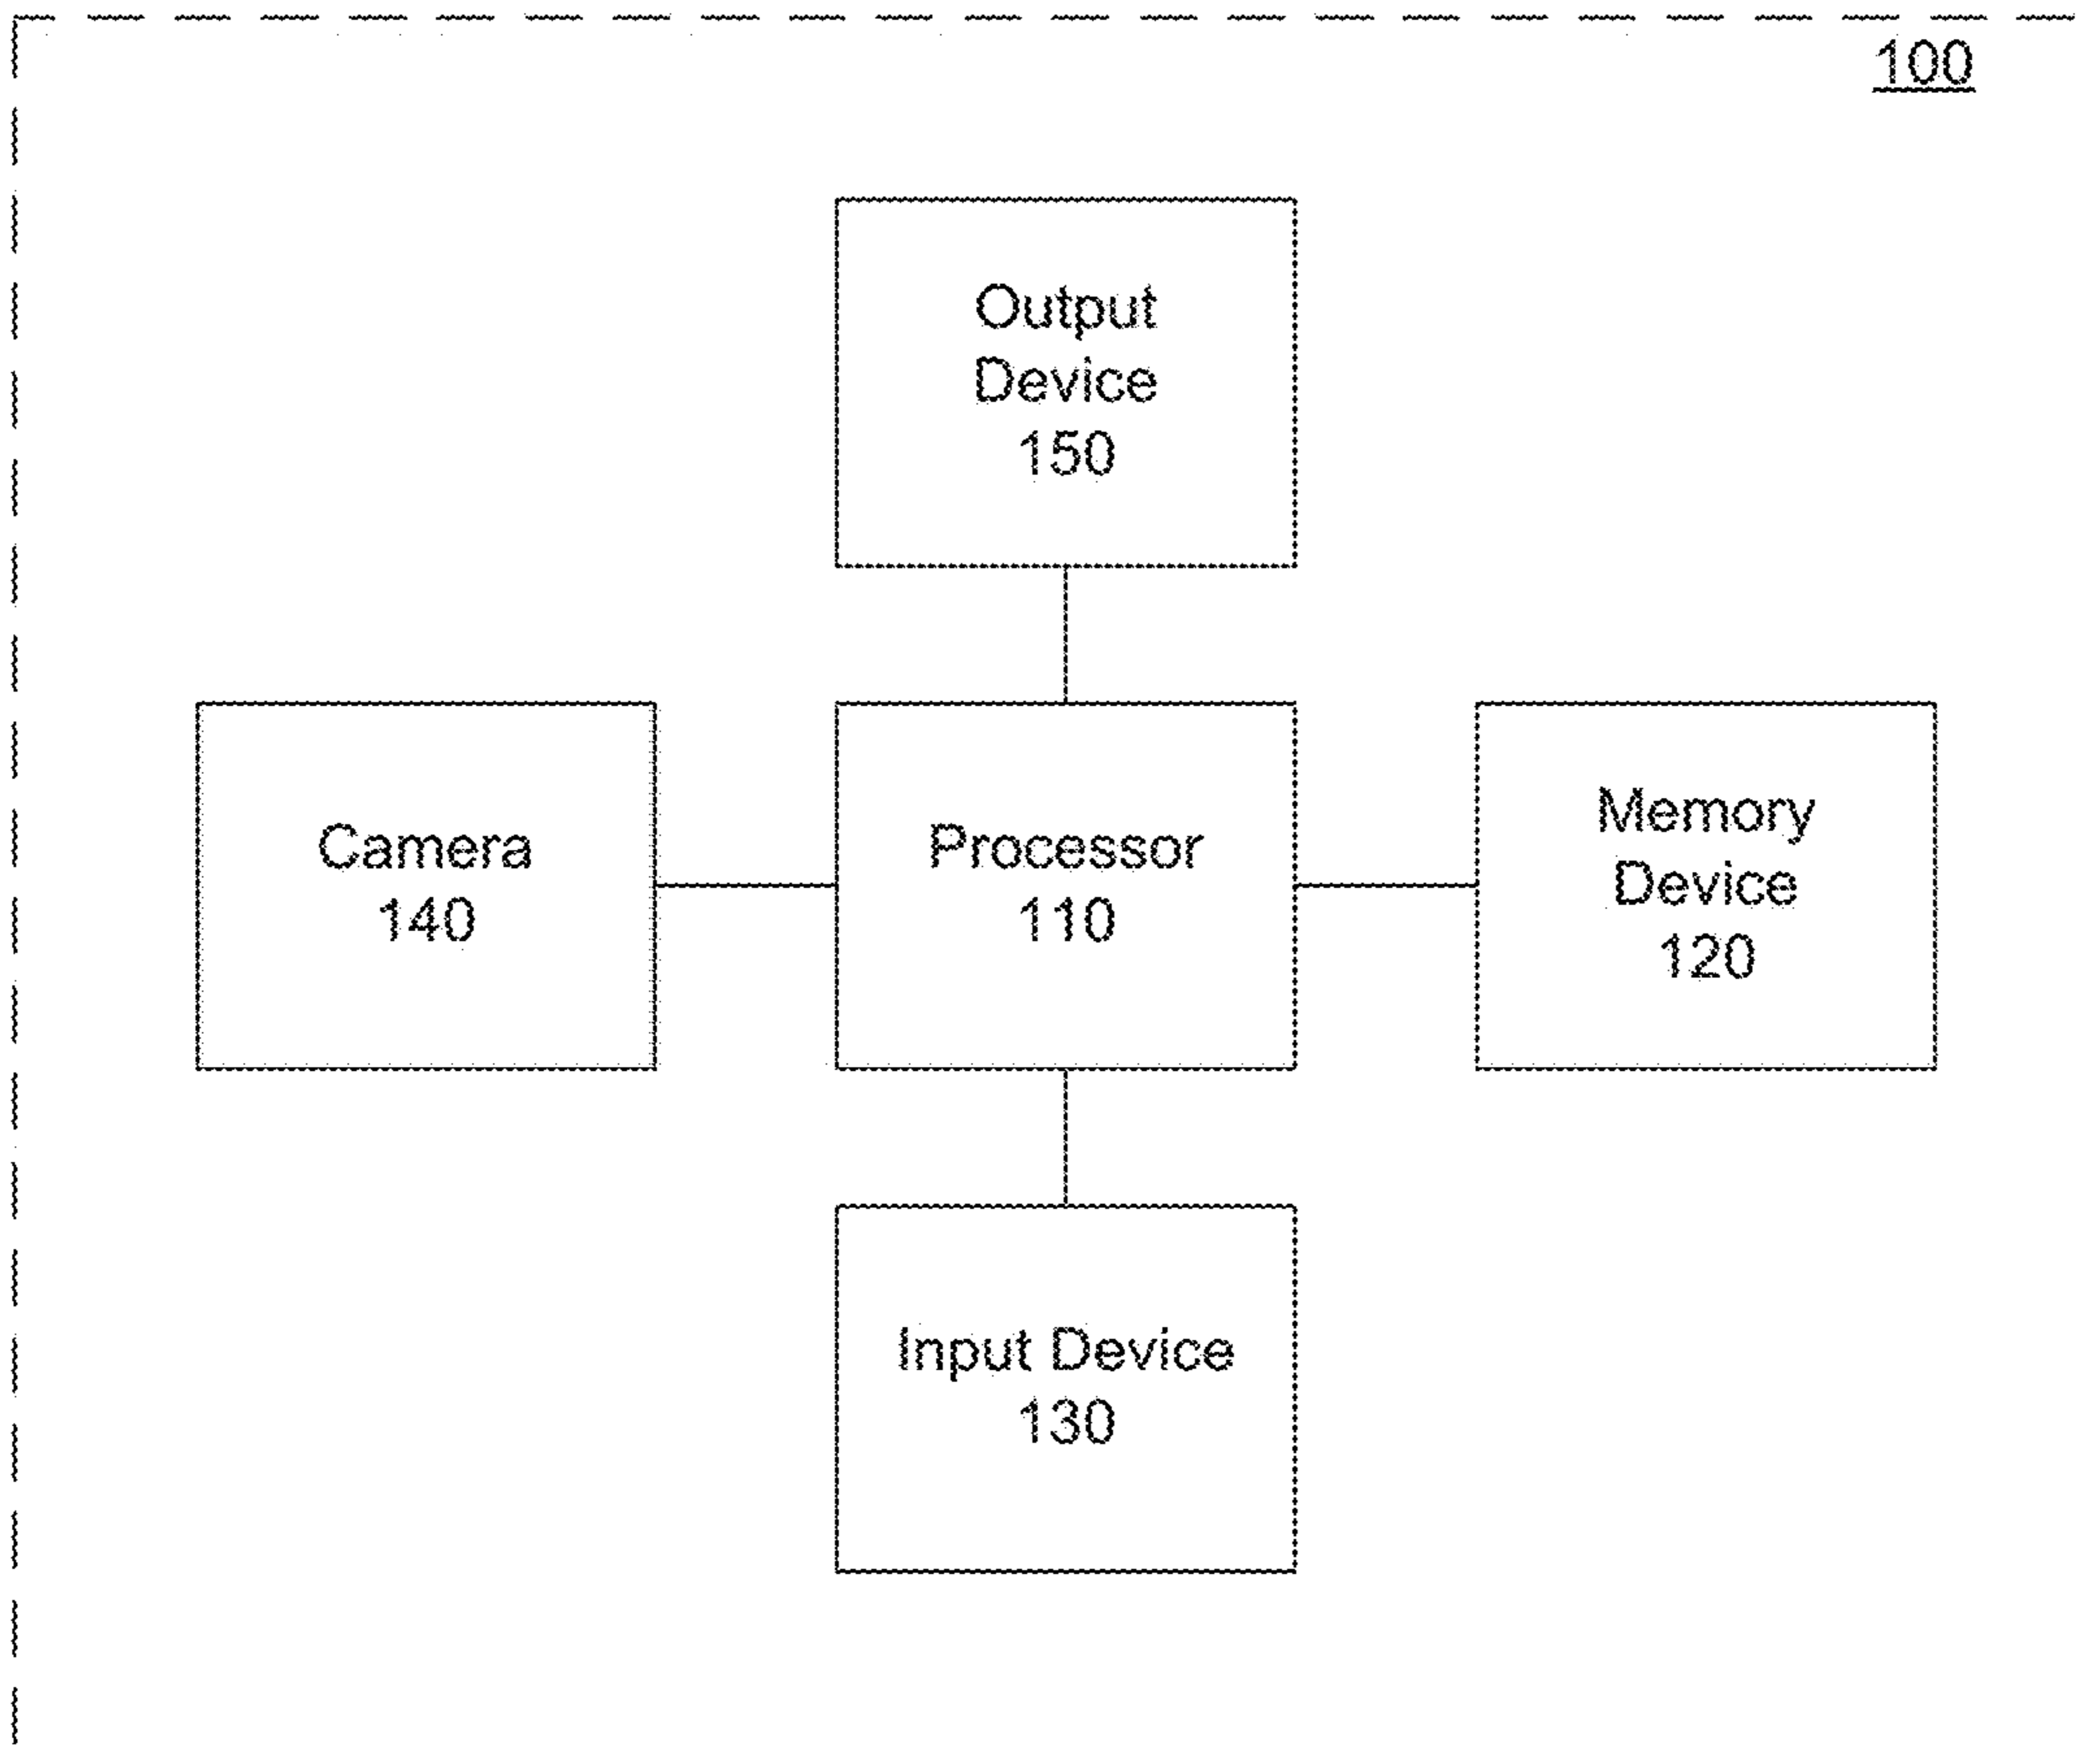 100
Output
Device
150
Camera
140
Processor
110
Memory
Device
120
Input Device
130